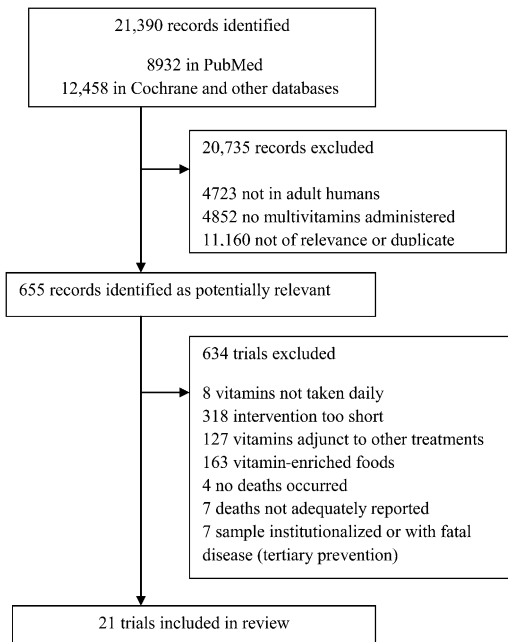 21,390 records identified
8932 in PubMed
12,458 in Cochrane and other databases
20,735 records excluded
4723 not in adult humans
4852 no multivitamins administered
11,160 not of relevance or duplicate
655 records identified as potentially relevant
634 trials excluded
8 vitamins not taken daily
318 intervention too short
127 vitamins adjunct to other treatments
163 vitamin-enriched foods
4 no deaths occurred
7 deaths not adequately reported
7 sample institutionalized or with fatal
disease (tertiary prevention)
21 trials included in review